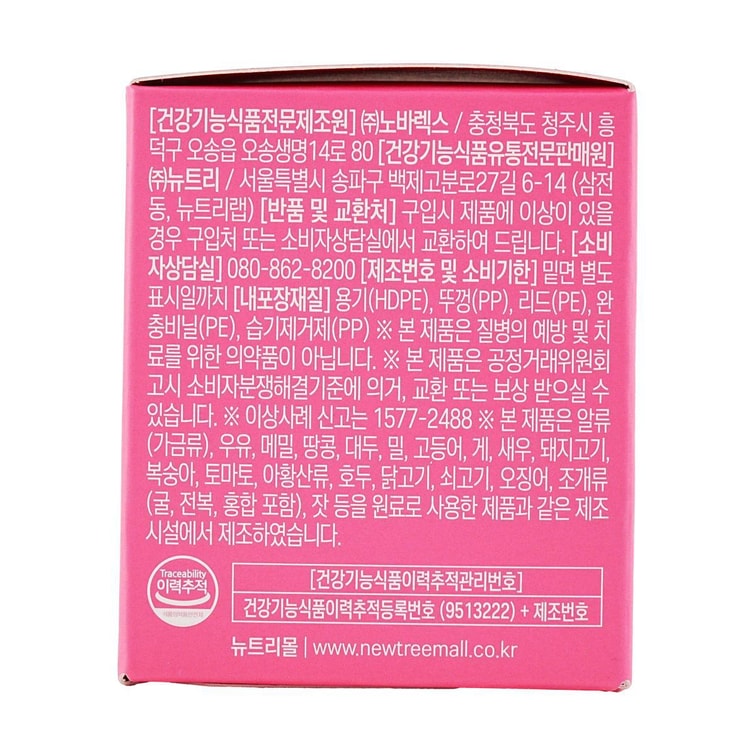 [건강기능식품전문제조원] ㈜노바렉스 / 충청북도 청주시 흥
덕구 오송읍 오송생명14로 80 [건강기능식품유통전문판매원]
㈜뉴트리 / 서울특별시 송파구 백제고분로27길 6-14 (삼전
동, 뉴트리랩) [반품 및 교환처] 구입시 제품에 이상이 있을
경우 구입처 또는 소비자상담실에서 교환하여 드립니다. [소비
자상담실] 080-862-8200 [제조번호 및 소비기한] 밑면 별도
표시일까지 [내포장재질] 용기(HDPE), 뚜껑(PP), 리드(PE), 완
충비닐(PE), 습기제거제(PP) ※ 본 제품은 질병의 예방 및 치
료를 위한 의약품이 아닙니다. ※ 본 제품은 공정거래위원회
고시 소비자분쟁해결기준에 의거, 교환 또는 보상 받으실 수
있습니다. ※ 이상사례 신고는 1577-2488 ※ 본 제품은 알류
(가금류), 우유, 메밀, 땅콩, 대두, 밀, 고등어, 게, 새우, 돼지고기,
복숭아, 토마토, 아황산류, 호두, 닭고기, 쇠고기, 오징어, 조개류
(굴, 전복, 홍합 포함), 잣 등을 원료로 사용한 제품과 같은 제조
시설에서 제조하였습니다.
Traceability
이력추적
[건강기능식품이력추적관리번호]
건강기능식품이력추적등록번호 (9513222) + 제조번호
뉴트리몰 | www.newtreemall.co.kr